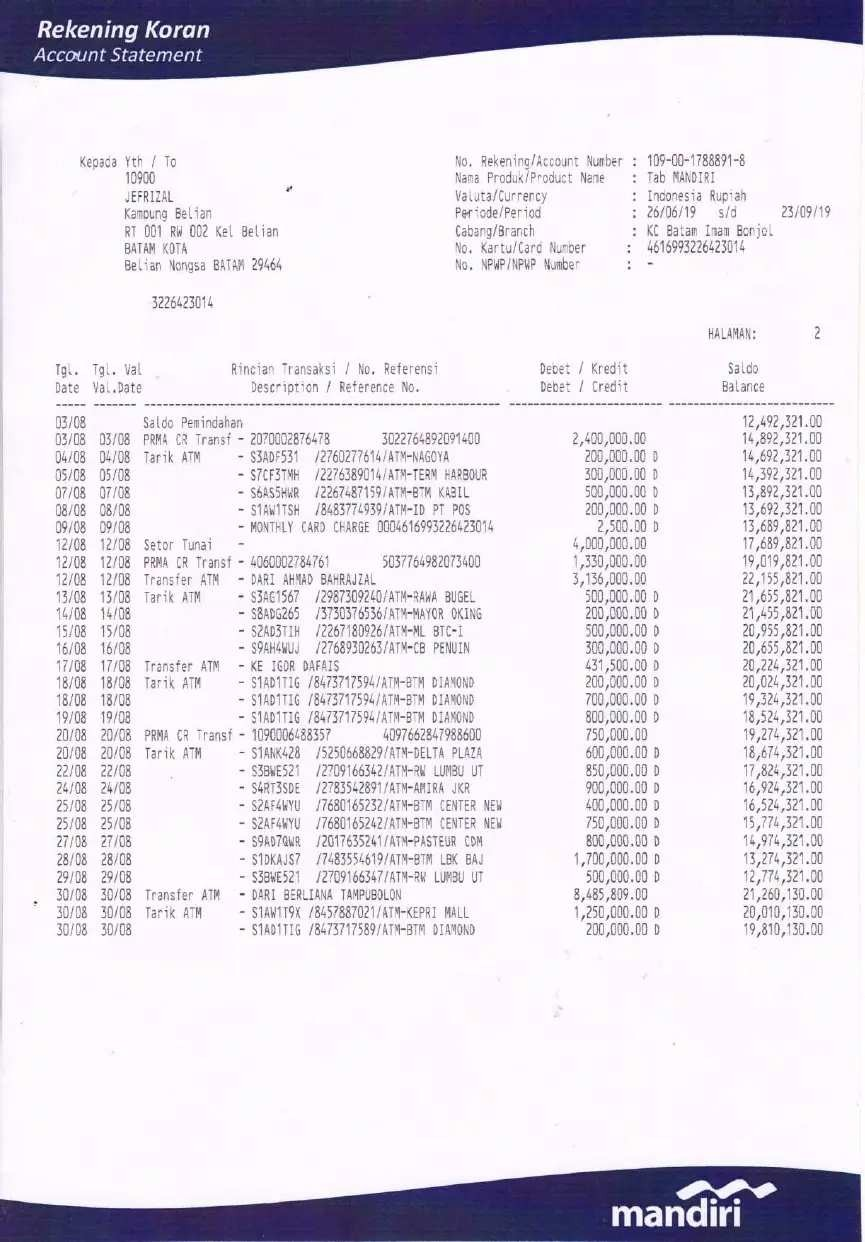 Rekening Koran
Account Statement
Kepada Yth / To
10900
JEFRIZAL
Kampung Belian
RT 001 RW 002 Kel Belian
BATAM KOTA
Belian Nongsa BATAM 29464
3226423014
No. Rekening/Account Number : 109-00-1788891-8
Nama Produk/Product Name : Tab MANDIRI
Valuta/Currency : Indonesia Rupiah
Periode/Period : 26/06/19 s/d 23/09/19
Cabang/Branch : KC Batam Imam Bonjol
No. Kartu/Card Number : 4616993226423014
No. NPWP/NPWP Number : -
HALAMAN: 2
Tgl. Tgl. Val Rincian Transaksi / No. Referensi Debet / Kredit Saldo
Date Val.Date Description / Reference No. Debet / Credit Balance
03/08 Saldo Pemindahan 12,492,321.00
03/08 03/08 PRMA CR Transf - 2070002876478 3022764892091400 2,400,000.00 14,892,321.00
04/08 04/08 Tarik ATM - S3ADF531 /2760277614/ATM-NAGOYA 200,000.00 D 14,692,321.00
05/08 05/08 - S7CF3TMH /2276389014/ATM-TERM HARBOUR 300,000.00 D 14,392,321.00
07/08 07/08 - S6AS5HWR /2267487159/ATM-BTM KABIL 500,000.00 D 13,892,321.00
08/08 08/08 - S1AW1TSH /8483774939/ATM-ID PT POS 200,000.00 D 13,692,321.00
09/08 09/08 - MONTHLY CARD CHARGE 0004616993226423014 2,500.00 D 13,689,821.00
12/08 12/08 Setor Tunai - 4,000,000.00 17,689,821.00
12/08 12/08 PRMA CR Transf - 4060002784761 5037764982073400 1,330,000.00 19,019,821.00
12/08 12/08 Transfer ATM - DARI AHMAD BAHRAJZAL 3,136,000.00 22,155,821.00
13/08 13/08 Tarik ATM - S3AG1567 /2987309240/ATM-RAWA BUGEL 500,000.00 D 21,655,821.00
14/08 14/08 - S8ADG265 /3730376536/ATM-MAYOR OKING 200,000.00 D 21,455,821.00
15/08 15/08 - S2AD3TIH /2267180926/ATM-ML BTC-I 500,000.00 D 20,955,821.00
16/08 16/08 - S9AH4WUJ /2768930263/ATM-CB PENUIN 300,000.00 D 20,655,821.00
17/08 17/08 Transfer ATM - KE IGOR DAFAIS 431,500.00 D 20,224,321.00
18/08 18/08 Tarik ATM - S1AD1TIG /8473717594/ATM-BTM DIAMOND 200,000.00 D 20,024,321.00
18/08 18/08 - S1AD1TIG /8473717594/ATM-BTM DIAMOND 700,000.00 D 19,324,321.00
19/08 19/08 - S1AD1TIG /8473717594/ATM-BTM DIAMOND 800,000.00 D 18,524,321.00
20/08 20/08 PRMA CR Transf - 1090006488357 4097662847988600 750,000.00 19,274,321.00
20/08 20/08 Tarik ATM - S1ANK428 /5250668829/ATM-DELTA PLAZA 600,000.00 D 18,674,321.00
22/08 22/08 - S3BWE521 /2709166342/ATM-RW LUMBU UT 850,000.00 D 17,824,321.00
24/08 24/08 - S4RT3SDE /2783542891/ATM-AMIRA JKR 900,000.00 D 16,924,321.00
25/08 25/08 - S2AF4WYU /7680165232/ATM-BTM CENTER NEW 400,000.00 D 16,524,321.00
25/08 25/08 - S2AF4WYU /7680165242/ATM-BTM CENTER NEW 750,000.00 D 15,774,321.00
27/08 27/08 - S9AD7QWR /2017635241/ATM-PASTEUR CDM 800,000.00 D 14,974,321.00
28/08 28/08 - S1DKAJS7 /7483554619/ATM-BTM LBK BAJ 1,700,000.00 D 13,274,321.00
29/08 29/08 - S3BWE521 /2709166347/ATM-RW LUMBU UT 500,000.00 D 12,774,321.00
30/08 30/08 Transfer ATM - DARI BERLIANA TAMPUBOLON 8,485,809.00 21,260,130.00
30/08 30/08 Tarik ATM - S1AW1T9X /8457887021/ATM-KEPRI MALL 1,250,000.00 D 20,010,130.00
30/08 30/08 - S1AD1TIG /8473717589/ATM-BTM DIAMOND 200,000.00 D 19,810,130.00
mandiri